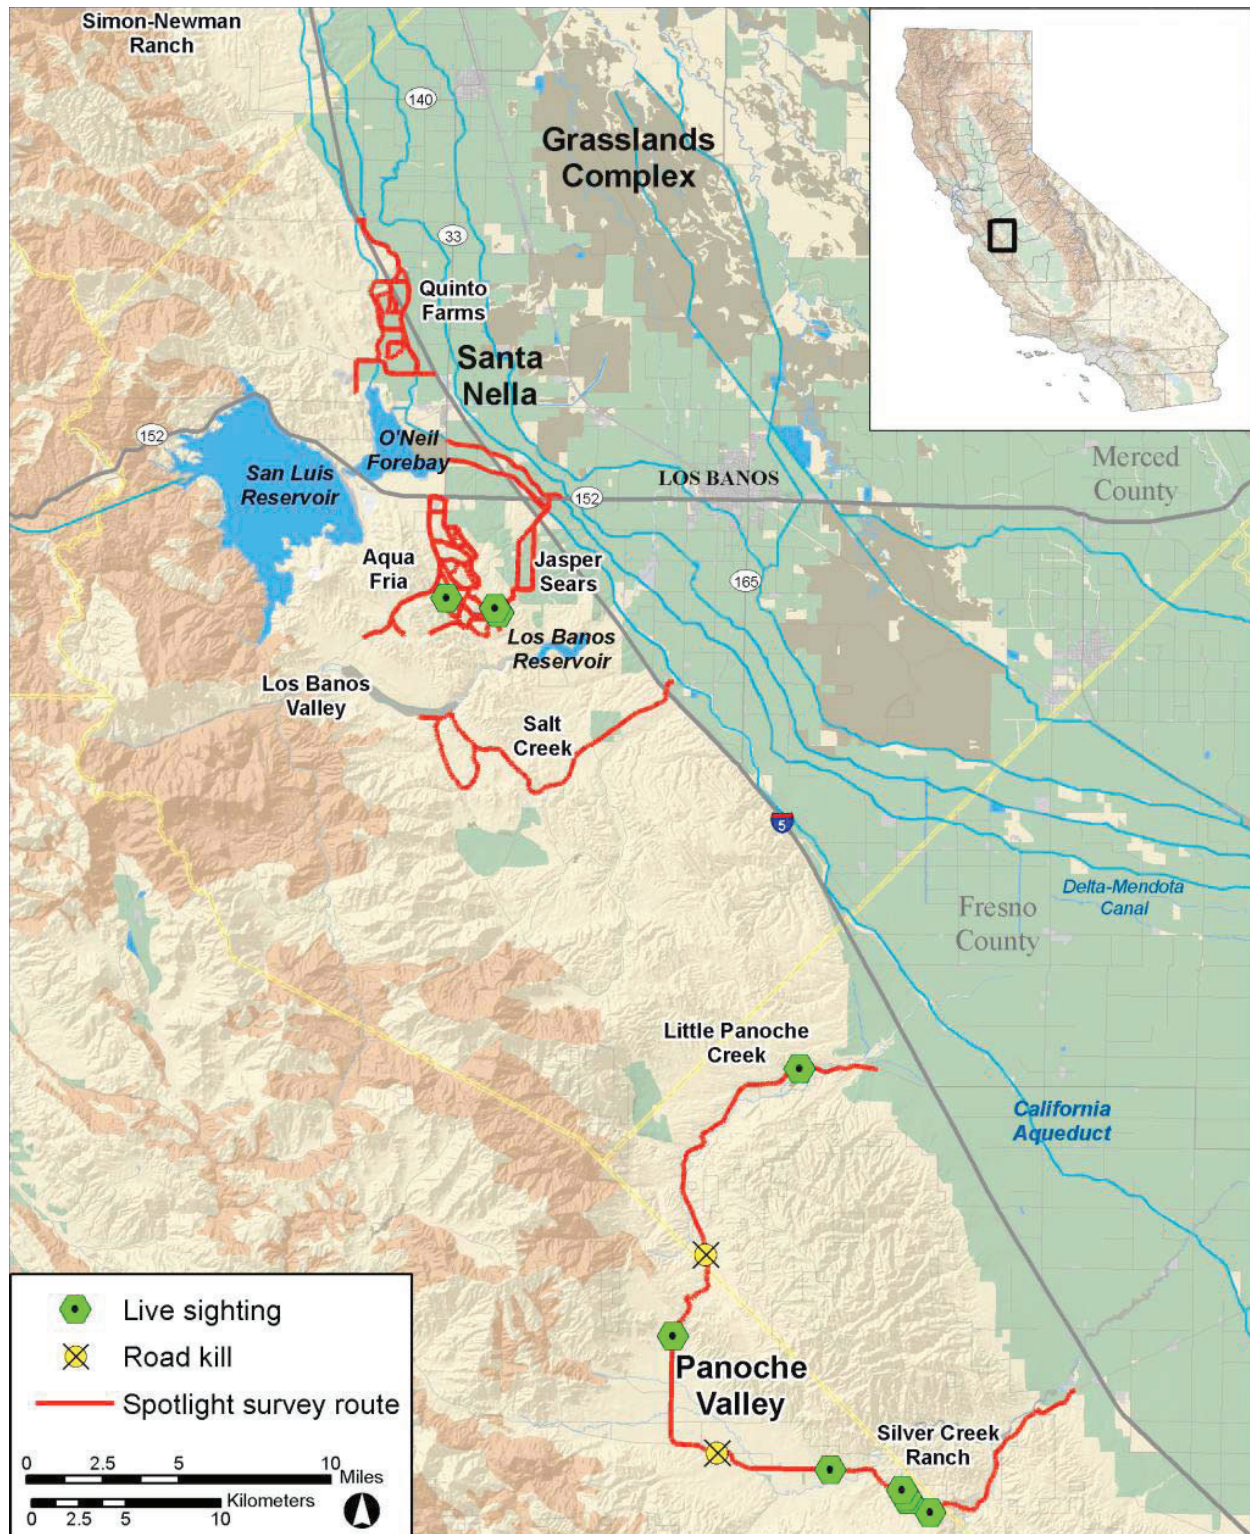 Simon-Newman
Ranch
140
Grasslands
Complex
33
Quinto
Farms
Santa
Nella
152
O'Neil
Forebay
San Luis
Reservoir
LOS BANOS
152
Merced
County
Aqua
Fria
Jasper
Sears
165
Los Banos
Reservoir
Los Banos
Valley
Salt
Creek
5
Delta-Mendota
Canal
Fresno
County
Little Panoche
Creek
California
Aqueduct
Panoche
Valley
Silver Creek
Ranch
Live sighting
Road kill
Spotlight survey route
0 2.5 5 10
Miles
Kilometers
0 2.5 5 10